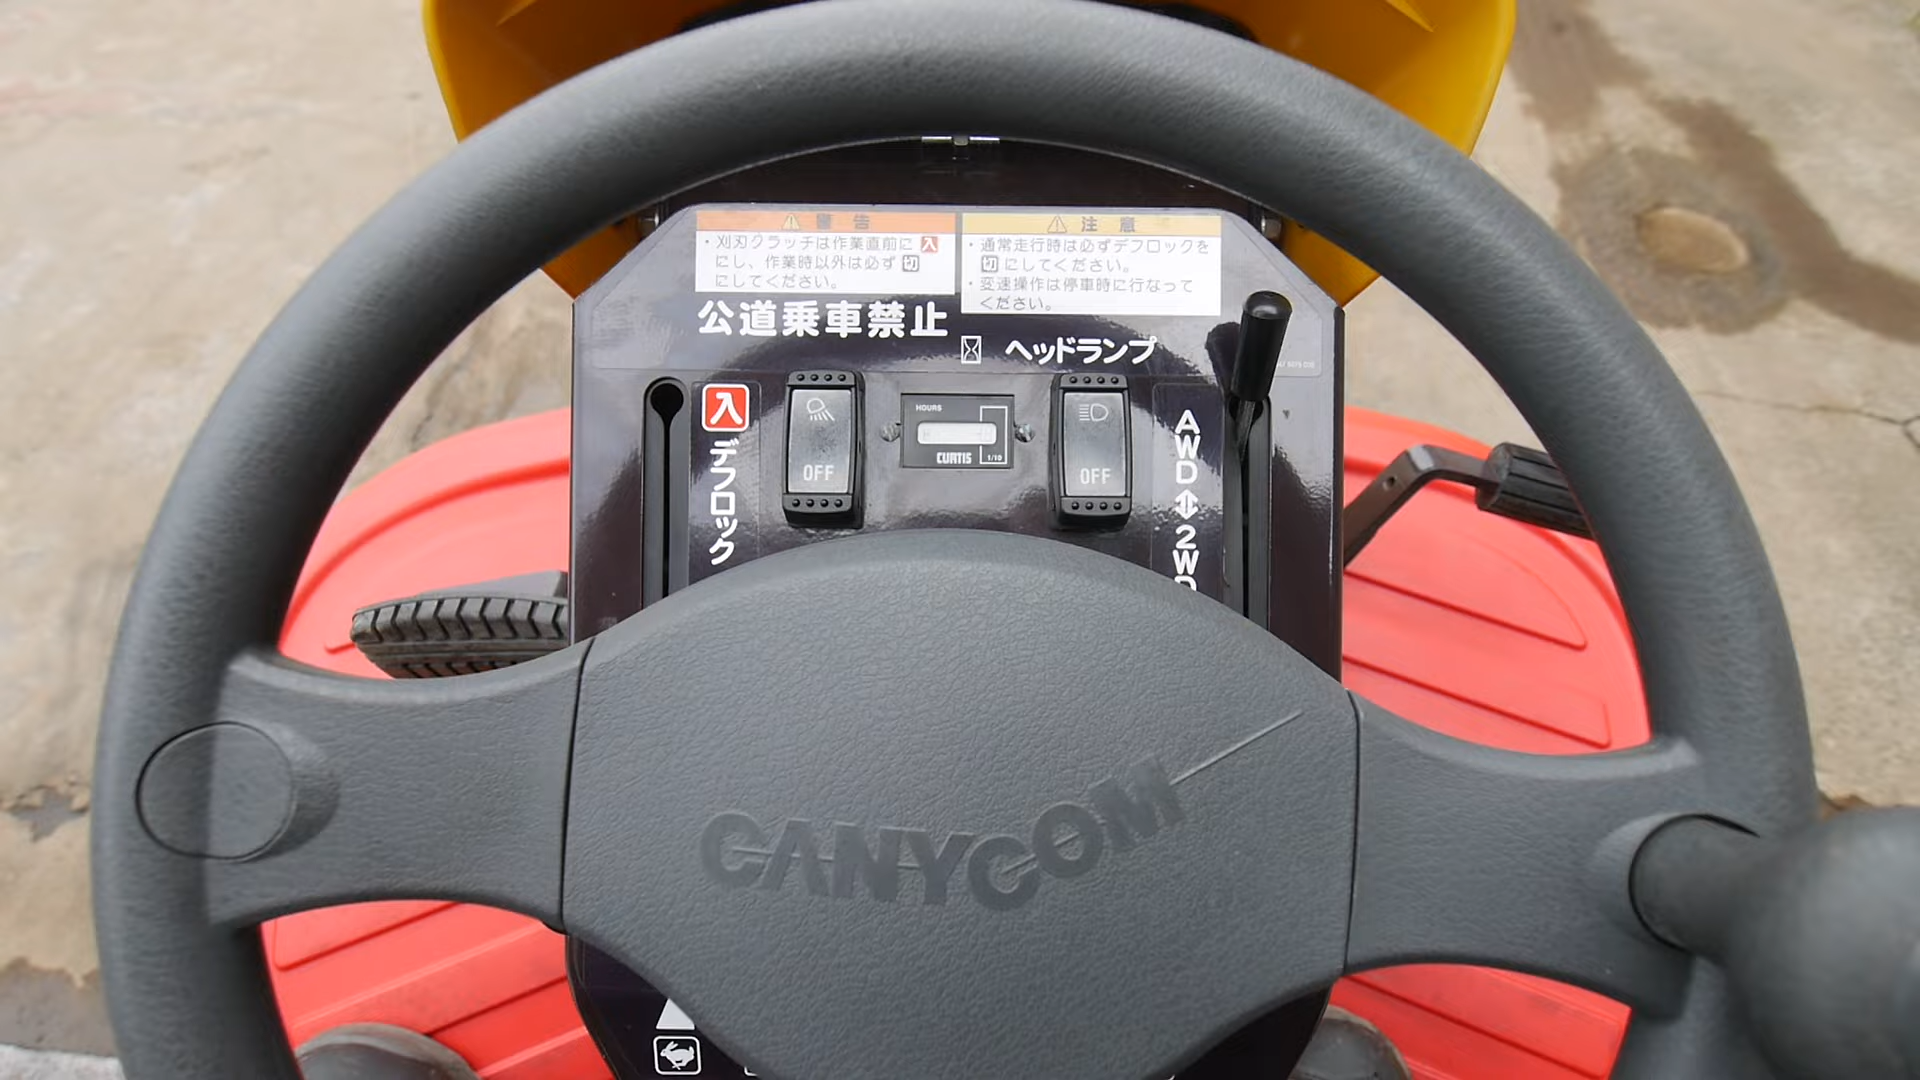 警告
・刈刃クラッチは作業直前に入
にし、作業時以外は必ず切
にしてください。
注意
・通常走行時は必ずデフロックを
切にしてください。
・変速操作は停車時に行なって
ください。
公道乗車禁止
ヘッドランプ
入
デフロック
OFF
HOURS
CURTIS
1/10
OFF
AWD⇕2WD
CANYCOM